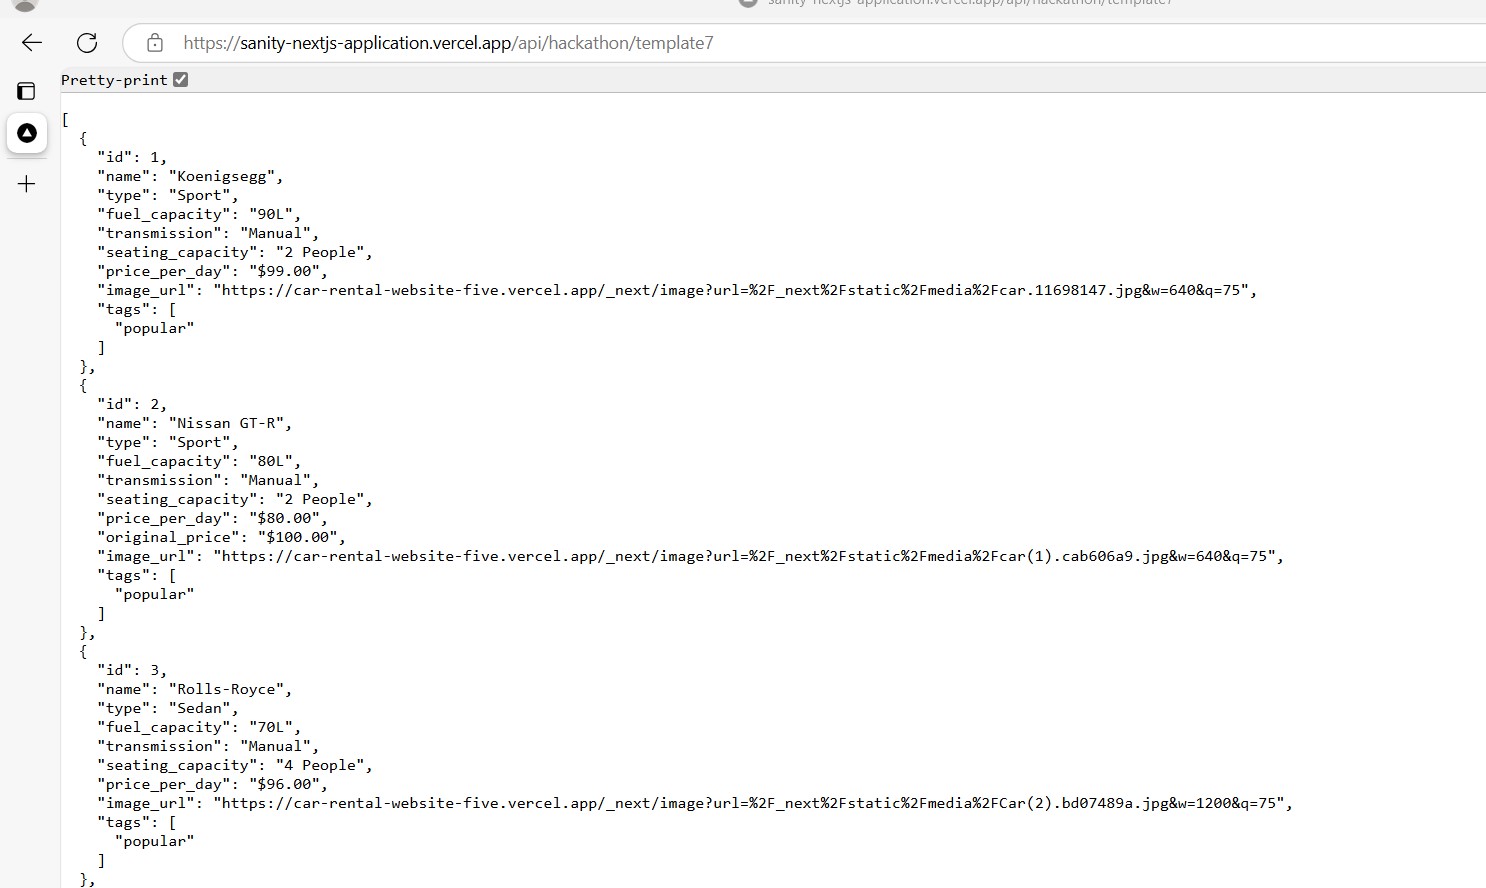 sanity-nextjs-application.vercel.app/api/hackathon/template7
https://sanity-nextjs-application.vercel.app/api/hackathon/template7
Pretty-print
[
  {
    "id": 1,
    "name": "Koenigsegg",
    "type": "Sport",
    "fuel_capacity": "90L",
    "transmission": "Manual",
    "seating_capacity": "2 People",
    "price_per_day": "$99.00",
    "image_url": "https://car-rental-website-five.vercel.app/_next/image?url=%2F_next%2Fstatic%2Fmedia%2Fcar.11698147.jpg&w=640&q=75",
    "tags": [
      "popular"
    ]
  },
  {
    "id": 2,
    "name": "Nissan GT-R",
    "type": "Sport",
    "fuel_capacity": "80L",
    "transmission": "Manual",
    "seating_capacity": "2 People",
    "price_per_day": "$80.00",
    "original_price": "$100.00",
    "image_url": "https://car-rental-website-five.vercel.app/_next/image?url=%2F_next%2Fstatic%2Fmedia%2Fcar(1).cab606a9.jpg&w=640&q=75",
    "tags": [
      "popular"
    ]
  },
  {
    "id": 3,
    "name": "Rolls-Royce",
    "type": "Sedan",
    "fuel_capacity": "70L",
    "transmission": "Manual",
    "seating_capacity": "4 People",
    "price_per_day": "$96.00",
    "image_url": "https://car-rental-website-five.vercel.app/_next/image?url=%2F_next%2Fstatic%2Fmedia%2FCar(2).bd07489a.jpg&w=1200&q=75",
    "tags": [
      "popular"
    ]
  },